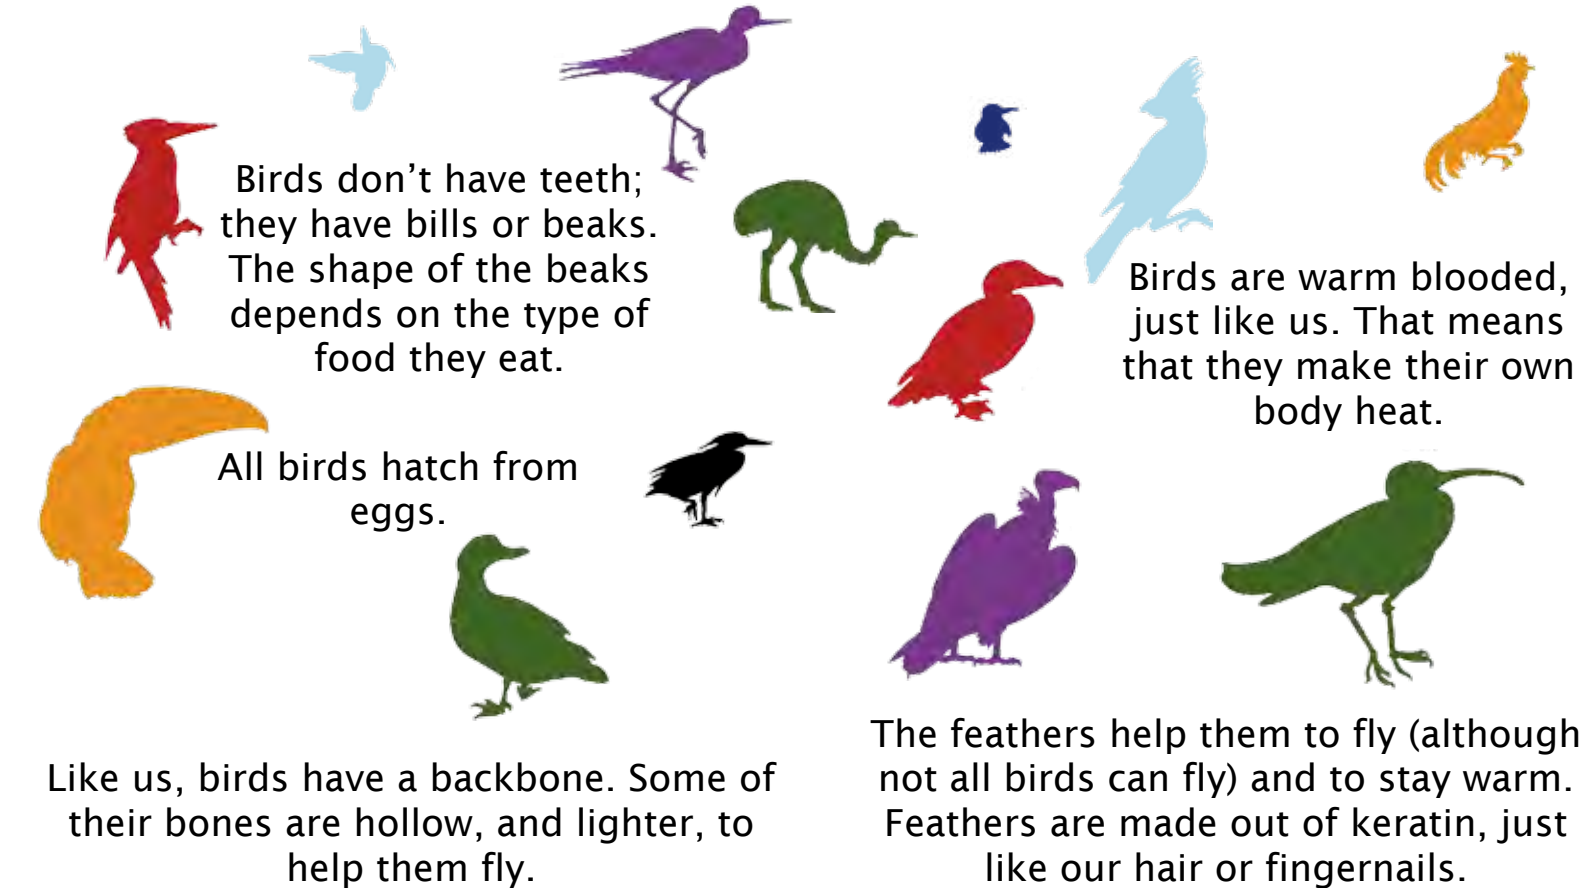 Birds don’t have teeth;
they have bills or beaks.
The shape of the beaks
depends on the type of
food they eat.
Birds are warm blooded,
just like us. That means
that they make their own
body heat.
All birds hatch from
eggs.
Like us, birds have a backbone. Some of
their bones are hollow, and lighter, to
help them fly.
The feathers help them to fly (although
not all birds can fly) and to stay warm.
Feathers are made out of keratin, just
like our hair or fingernails.